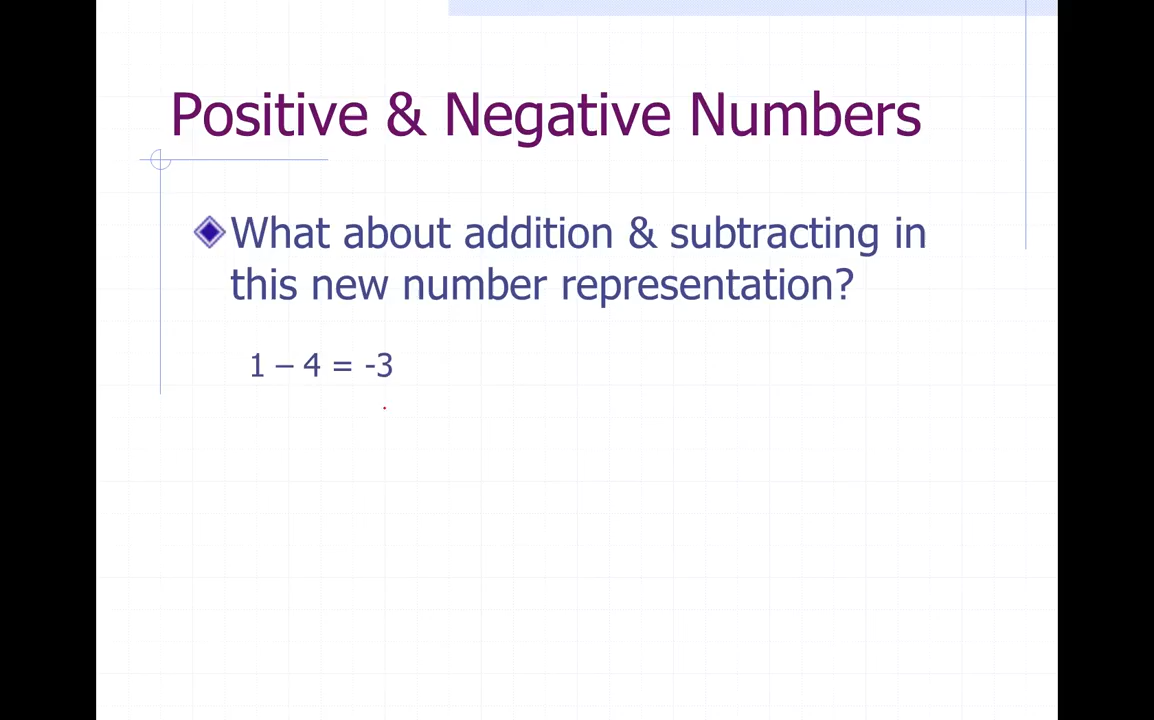 Positive & Negative Numbers
What about addition & subtracting in
this new number representation?
1 – 4 = -3